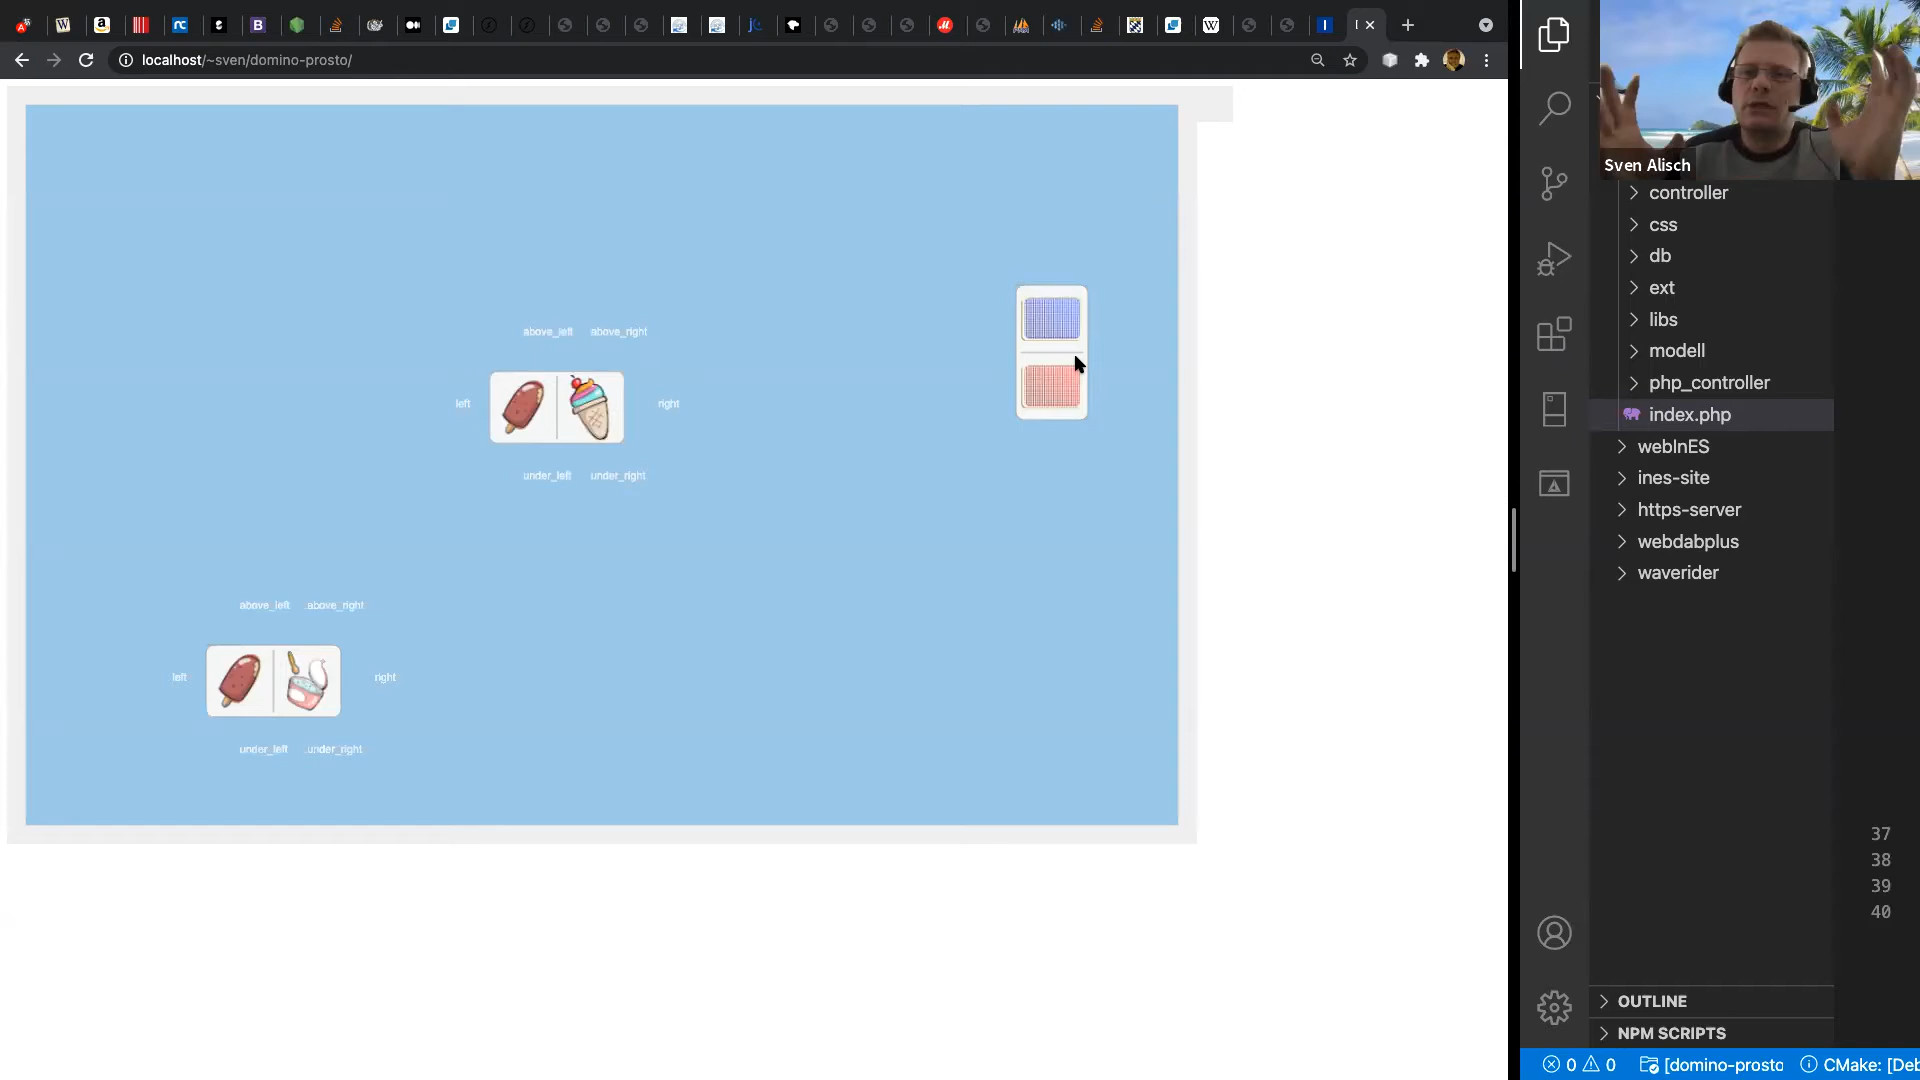 localhost/~sven/domino-prosto/
above_left above_right
left right
under_left under_right
above_left .above_right
left right
under_left .under_right
Sven Alisch
controller
css
db
ext
libs
modell
php_controller
index.php
webInES
ines-site
https-server
webdabplus
waverider
37
38
39
40
OUTLINE
NPM SCRIPTS
0 0 [domino-prosto CMake: [Deb